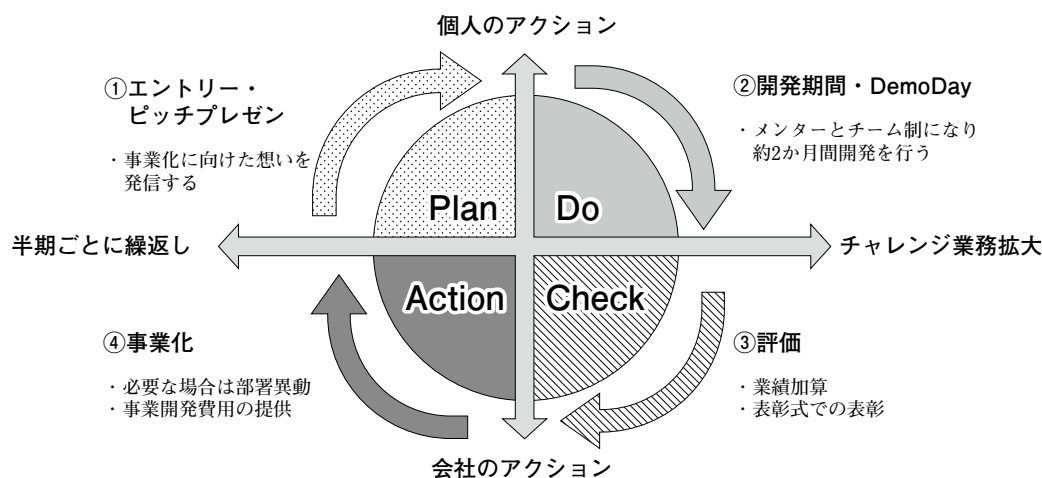 個人のアクション
①エントリー・
ピッチプレゼン
・事業化に向けた想いを
発信する
②開発期間・DemoDay
・メンターとチーム制になり
約2か月間開発を行う
Plan
Do
半期ごとに繰返し
チャレンジ業務拡大
Action
Check
④事業化
・必要な場合は部署異動
・事業開発費用の提供
③評価
・業績加算
・表彰式での表彰
会社のアクション